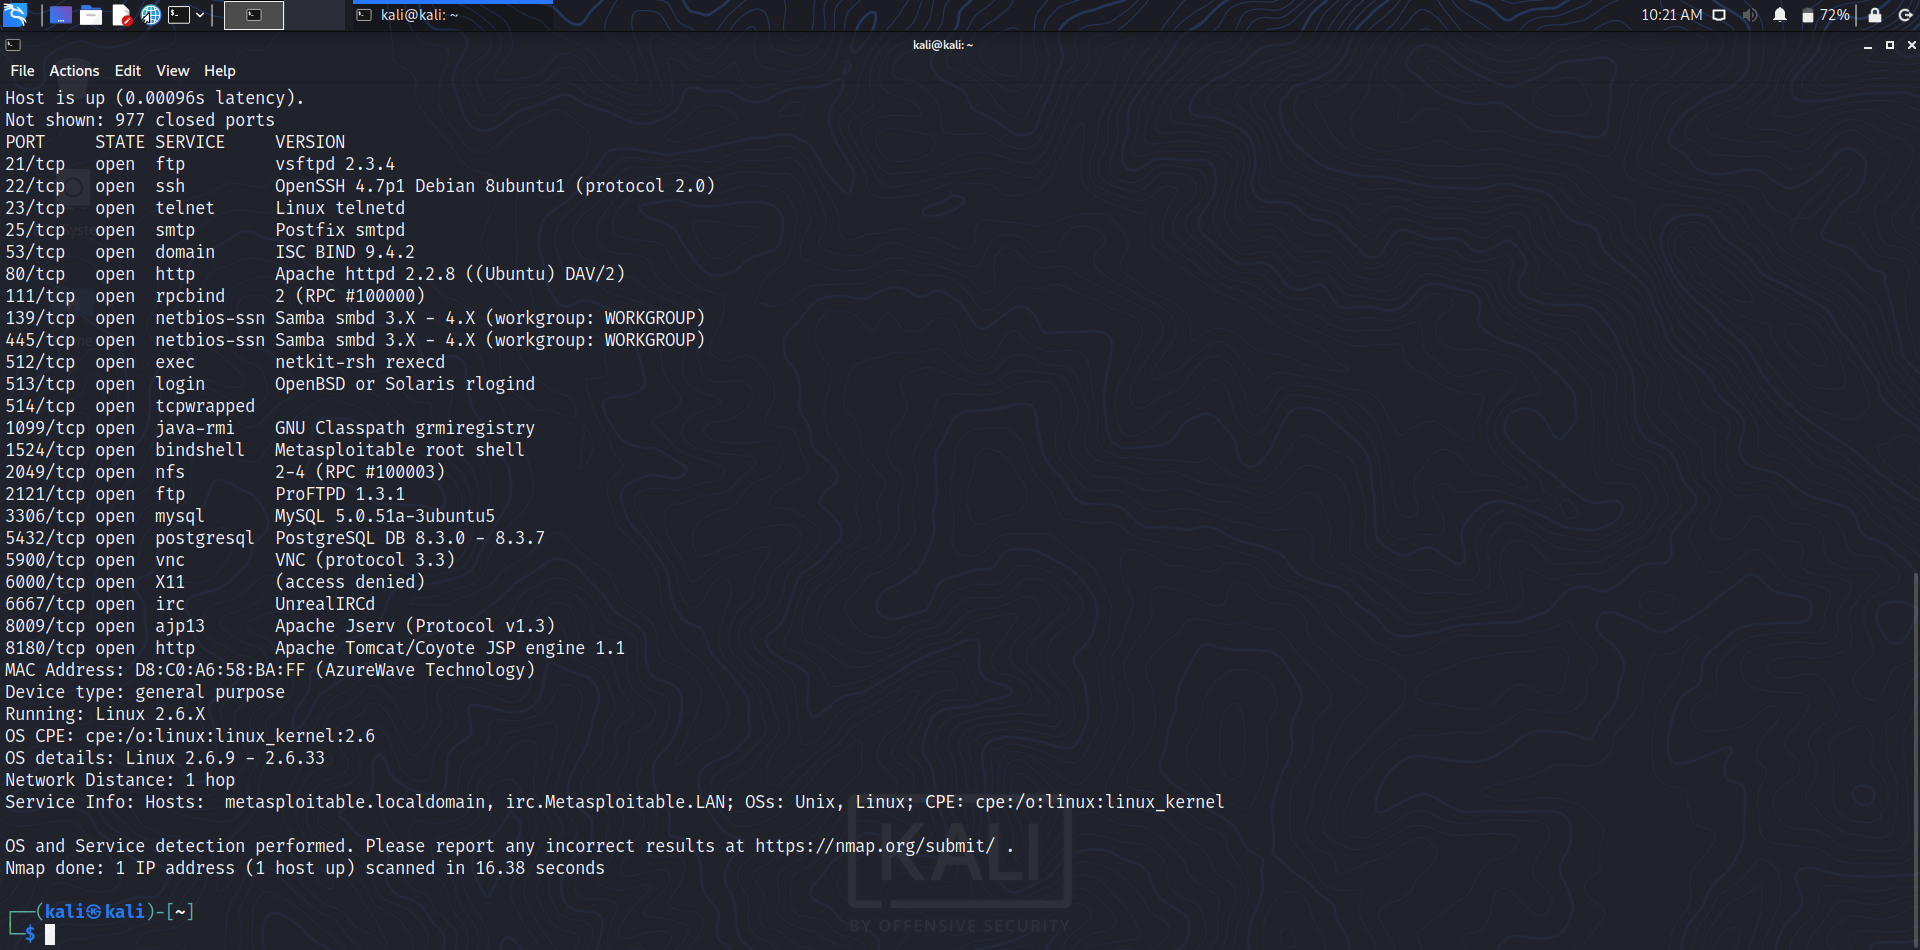 kali@kali: ~
10:21 AM
72%
kali@kali: ~
File Actions Edit View Help
Host is up (0.00096s latency).
Not shown: 977 closed ports
PORT     STATE SERVICE     VERSION
21/tcp   open  ftp         vsftpd 2.3.4
22/tcp   open  ssh         OpenSSH 4.7p1 Debian 8ubuntu1 (protocol 2.0)
23/tcp   open  telnet      Linux telnetd
25/tcp   open  smtp        Postfix smtpd
53/tcp   open  domain      ISC BIND 9.4.2
80/tcp   open  http        Apache httpd 2.2.8 ((Ubuntu) DAV/2)
111/tcp  open  rpcbind     2 (RPC #100000)
139/tcp  open  netbios-ssn Samba smbd 3.X - 4.X (workgroup: WORKGROUP)
445/tcp  open  netbios-ssn Samba smbd 3.X - 4.X (workgroup: WORKGROUP)
512/tcp  open  exec        netkit-rsh rexecd
513/tcp  open  login       OpenBSD or Solaris rlogind
514/tcp  open  tcpwrapped
1099/tcp open  java-rmi    GNU Classpath grmiregistry
1524/tcp open  bindshell   Metasploitable root shell
2049/tcp open  nfs         2-4 (RPC #100003)
2121/tcp open  ftp         ProFTPD 1.3.1
3306/tcp open  mysql       MySQL 5.0.51a-3ubuntu5
5432/tcp open  postgresql  PostgreSQL DB 8.3.0 - 8.3.7
5900/tcp open  vnc         VNC (protocol 3.3)
6000/tcp open  X11         (access denied)
6667/tcp open  irc         UnrealIRCd
8009/tcp open  ajp13       Apache Jserv (Protocol v1.3)
8180/tcp open  http        Apache Tomcat/Coyote JSP engine 1.1
MAC Address: D8:C0:A6:58:BA:FF (AzureWave Technology)
Device type: general purpose
Running: Linux 2.6.X
OS CPE: cpe:/o:linux:linux_kernel:2.6
OS details: Linux 2.6.9 - 2.6.33
Network Distance: 1 hop
Service Info: Hosts:  metasploitable.localdomain, irc.Metasploitable.LAN; OSs: Unix, Linux; CPE: cpe:/o:linux:linux_kernel
OS and Service detection performed. Please report any incorrect results at https://nmap.org/submit/ .
Nmap done: 1 IP address (1 host up) scanned in 16.38 seconds
KALI
BY OFFENSIVE SECURITY
┌──(kali㉿kali)-[~]
└─$